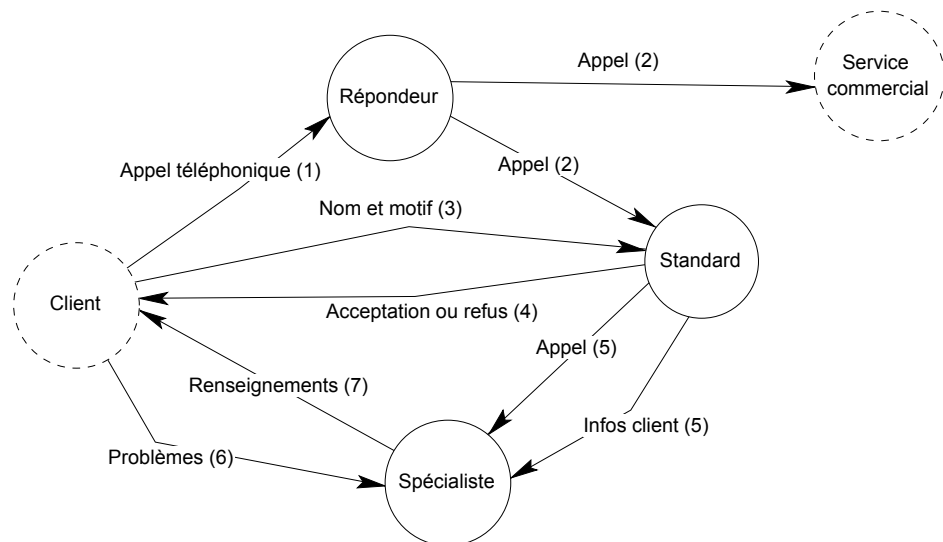 Appel (2)
Service
commercial
Répondeur
Appel téléphonique (1)
Appel (2)
Nom et motif (3)
Standard
Client
Acceptation ou refus (4)
Appel (5)
Renseignements (7)
Infos client (5)
Problèmes (6)
Spécialiste